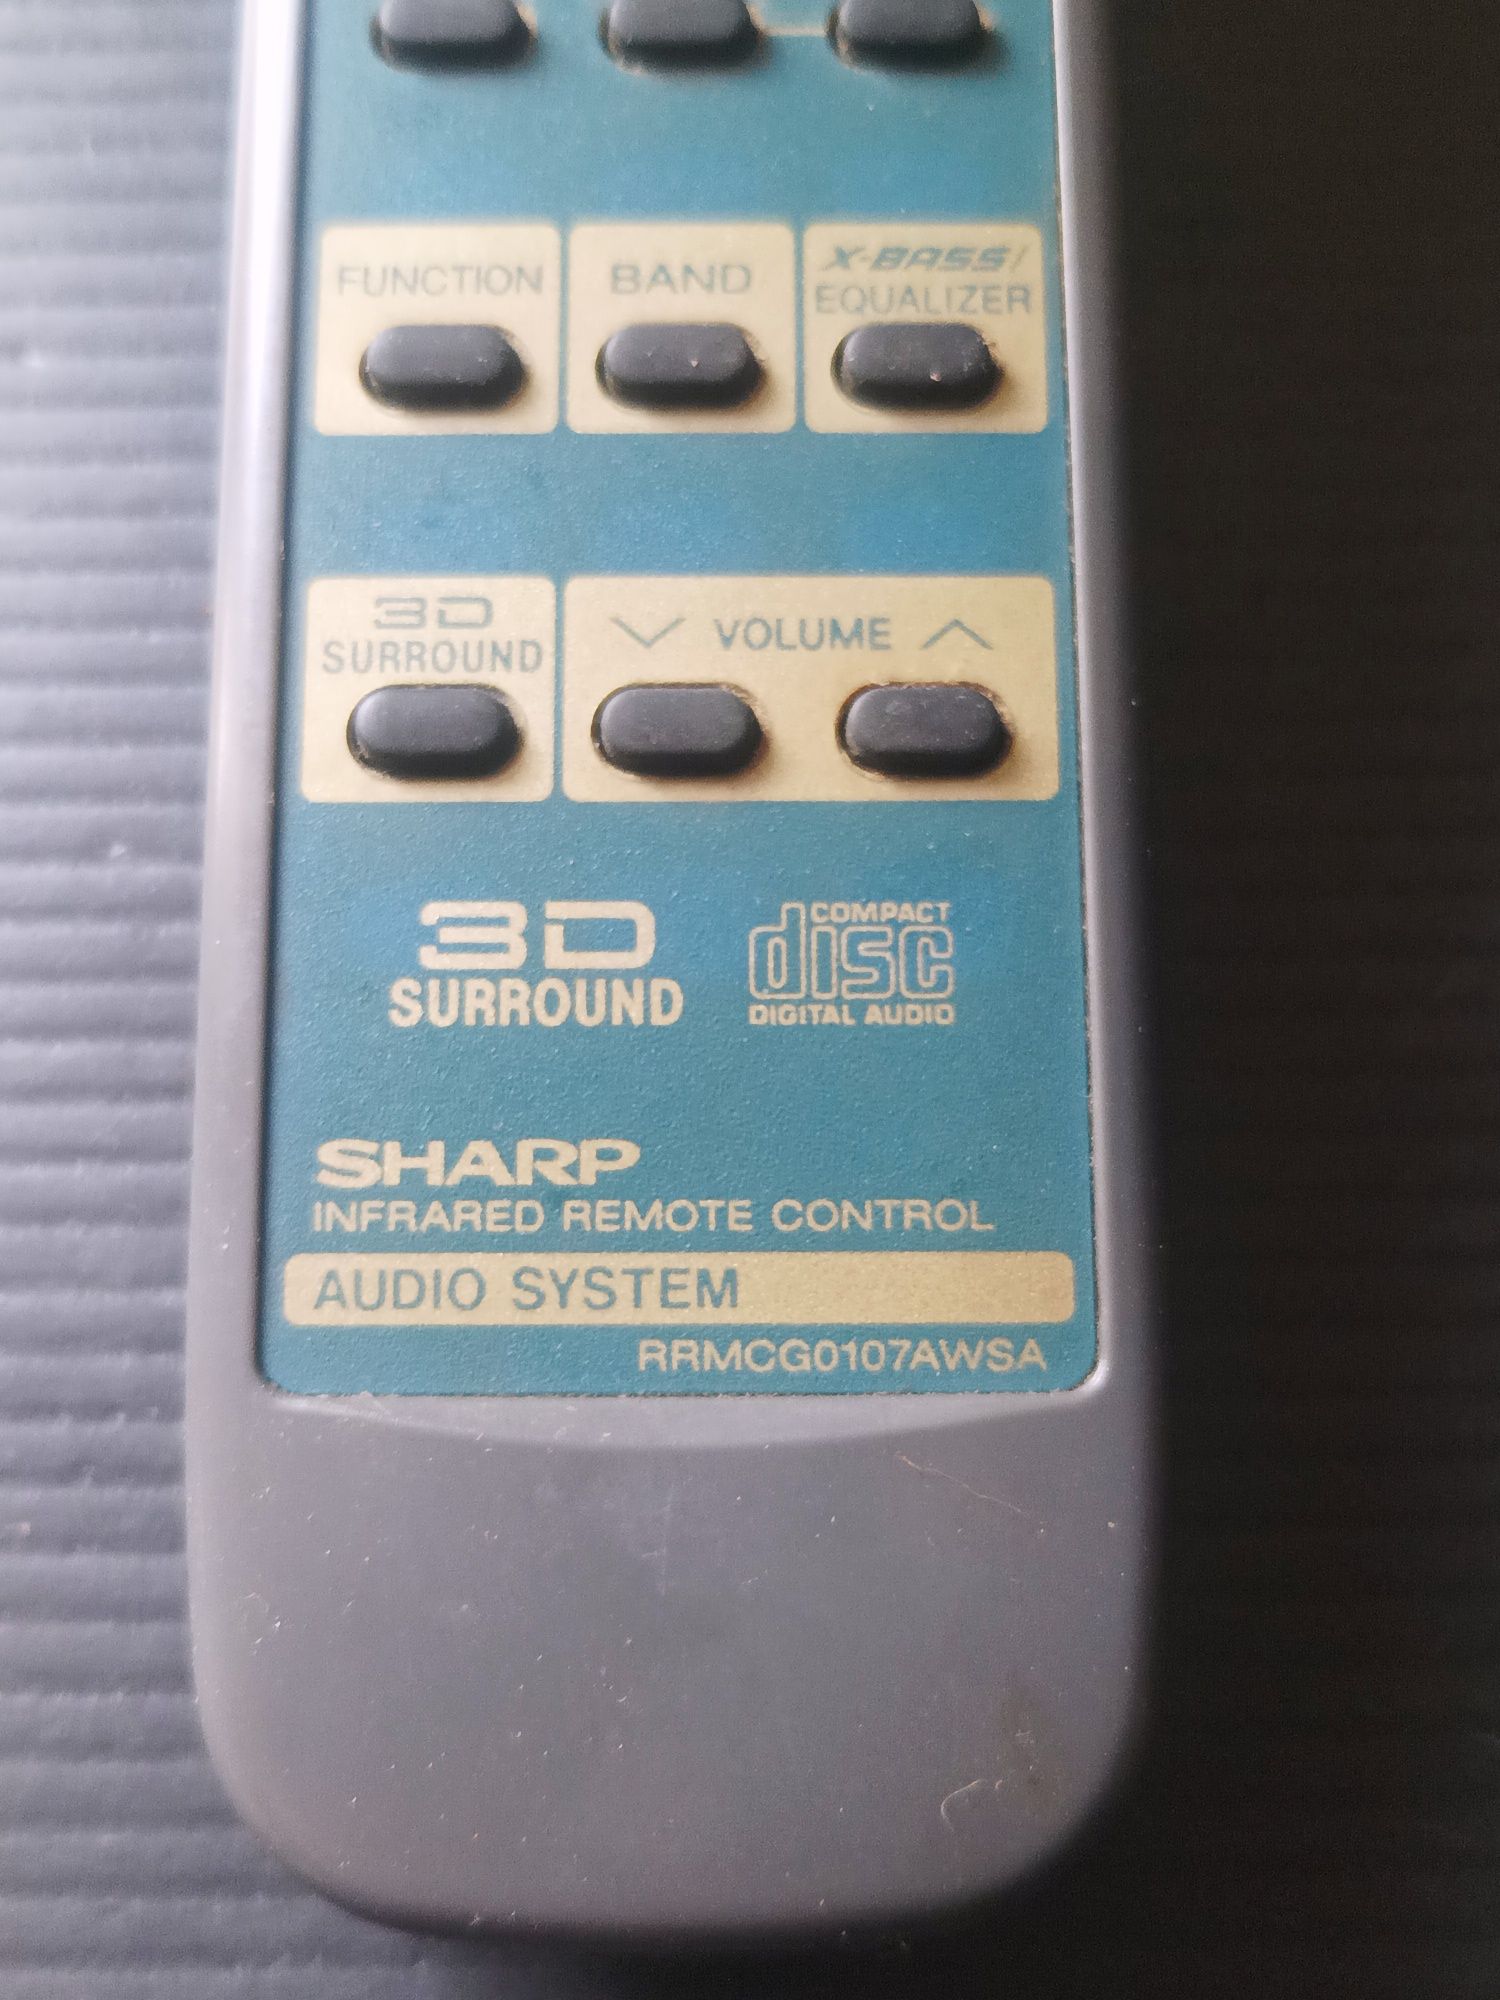 FUNCTION
BAND
X-BASS/
EQUALIZER
3D
SURROUND
VOLUME
3D
SURROUND
COMPACT
disc
DIGITAL AUDIO
SHARP
INFRARED REMOTE CONTROL
AUDIO SYSTEM
RRMCG0107AWSA